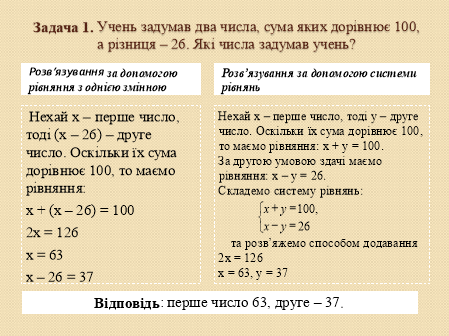 Задача 1. Учень задумав два числа, сума яких дорівнює 100,
а різниця – 26. Які числа задумав учень?
Розв'язування за допомогою
рівняння з однією змінною
Нехай х – перше число,
тоді (х – 26) – друге
число. Оскільки їх сума
дорівнює 100, то маємо
рівняння:
х + (х – 26) = 100
2х = 126
х = 63
х – 26 = 37
Розв’язування за допомогою системи
рівнянь
Нехай х – перше число, тоді у – друге
число. Оскільки їх сума дорівнює 100,
то маємо рівняння: х + у = 100.
За другою умовою здачі маємо
рівняння: х – у = 26.
Складемо систему рівнянь:
x + y =100,
x − y = 26
та розв’яжемо способом додавання
2х = 126
х = 63, у = 37
Відповідь: перше число 63, друге – 37.